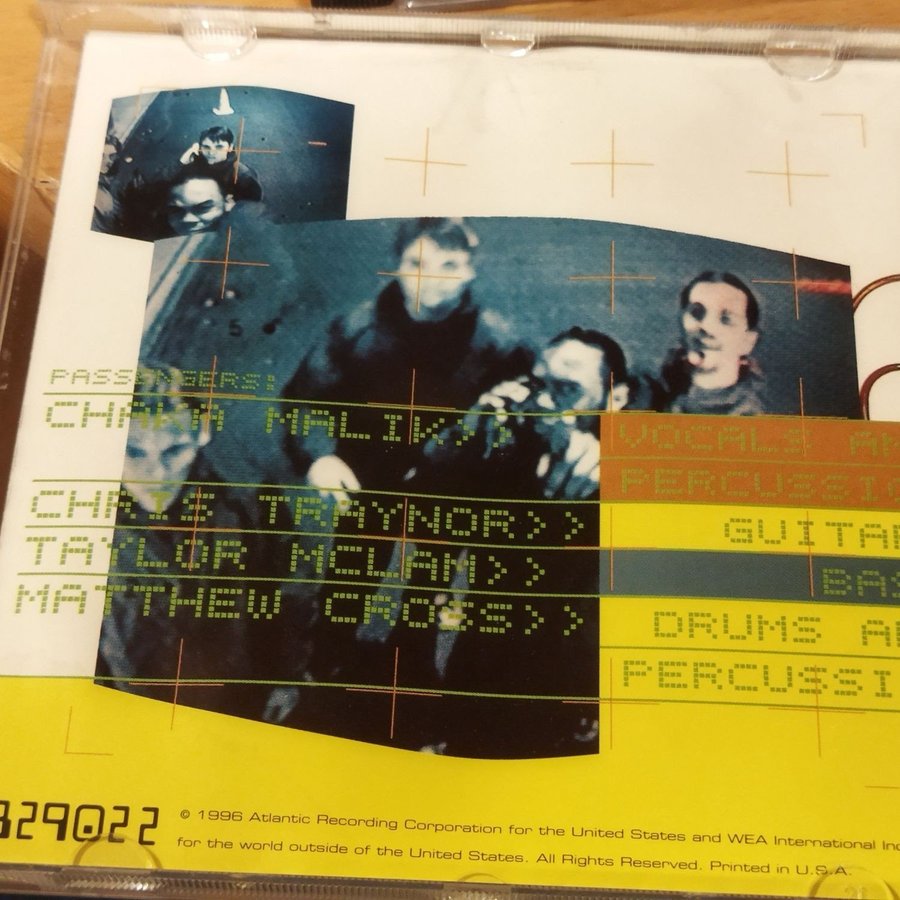 5
PASSENGERS:
CHAKA MALIK>> VOCALS AN
PERCUSSIO
CHRIS TRAYNOR>> GUITAR
TAYLOR MCLAM>> BAS
MATTHEW CROSS>> DRUMS A
PERCUSSI
829022
© 1996 Atlantic Recording Corporation for the United States and WEA International Inc
for the world outside of the United States. All Rights Reserved. Printed in U.S.A.